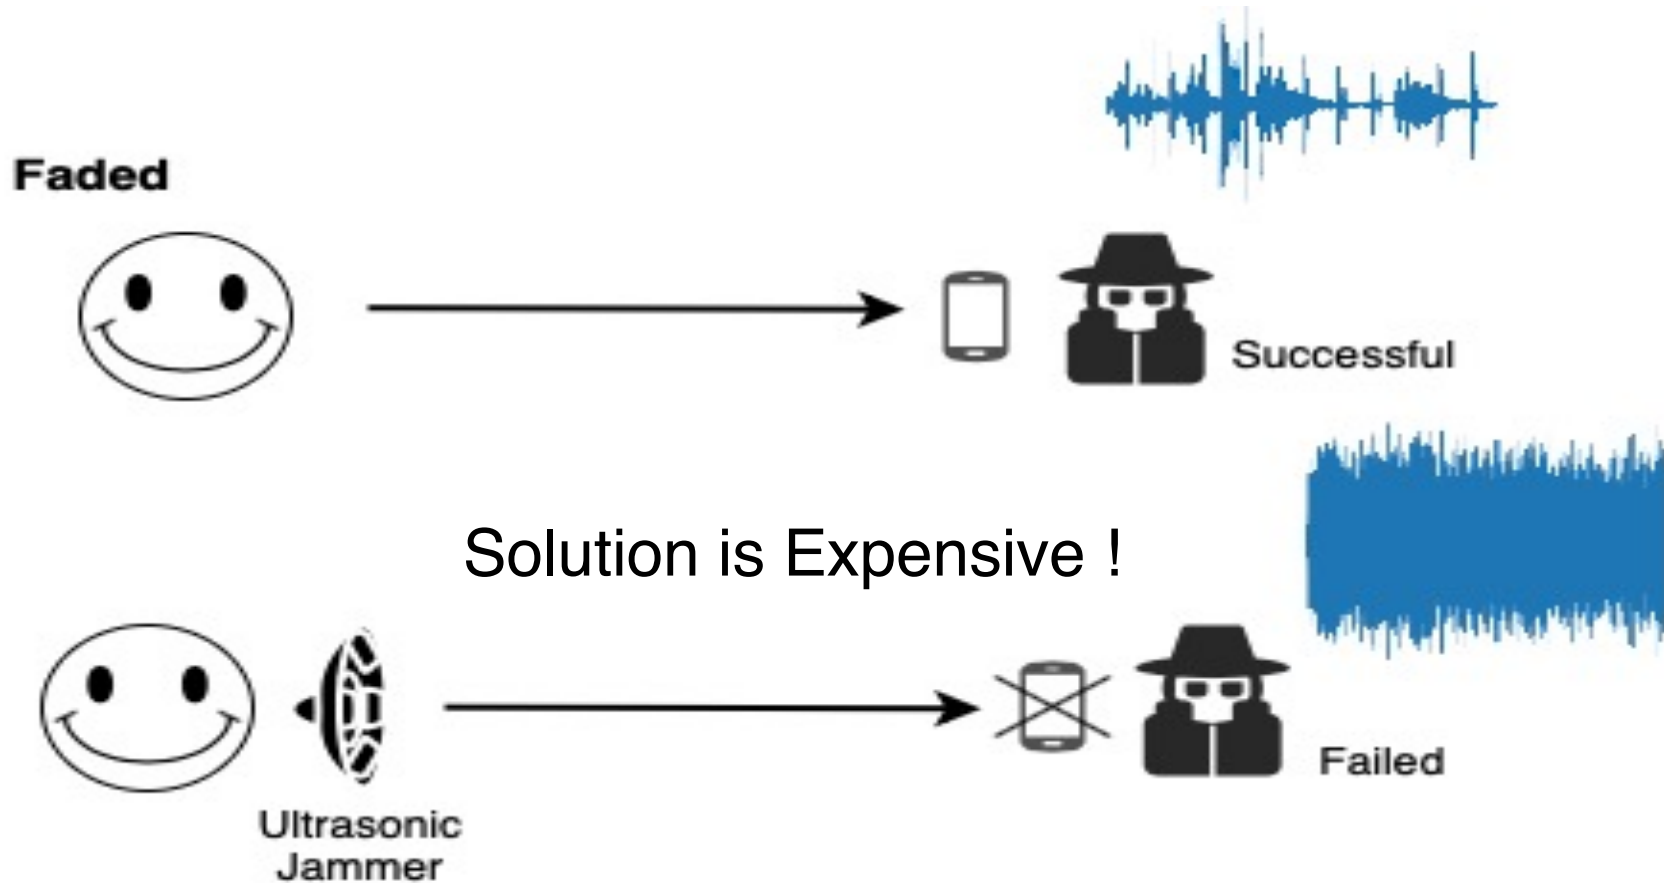 Faded
Successful
Solution is Expensive !
Failed
Ultrasonic
Jammer